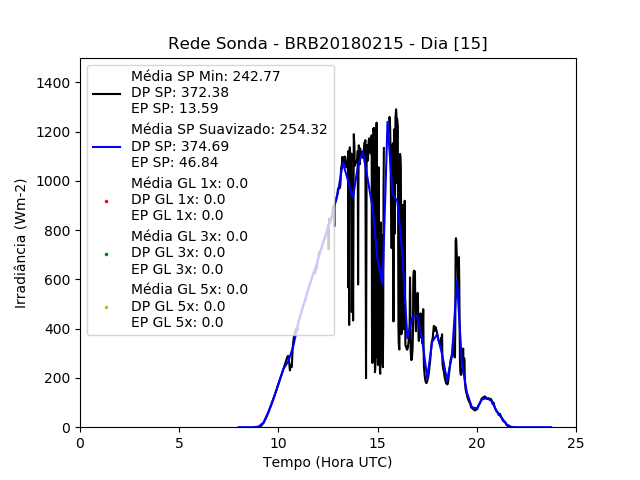 Rede Sonda - BRB20180215 - Dia [15]
Média SP Min: 242.77
DP SP: 372.38
EP SP: 13.59
Média SP Suavizado: 254.32
DP SP: 374.69
EP SP: 46.84
Média GL 1x: 0.0
DP GL 1x: 0.0
EP GL 1x: 0.0
Média GL 3x: 0.0
DP GL 3x: 0.0
EP GL 3x: 0.0
Média GL 5x: 0.0
DP GL 5x: 0.0
EP GL 5x: 0.0
Irradiância (Wm-2)
1400
1200
1000
800
600
400
200
0
0 5 10 15 20 25
Tempo (Hora UTC)